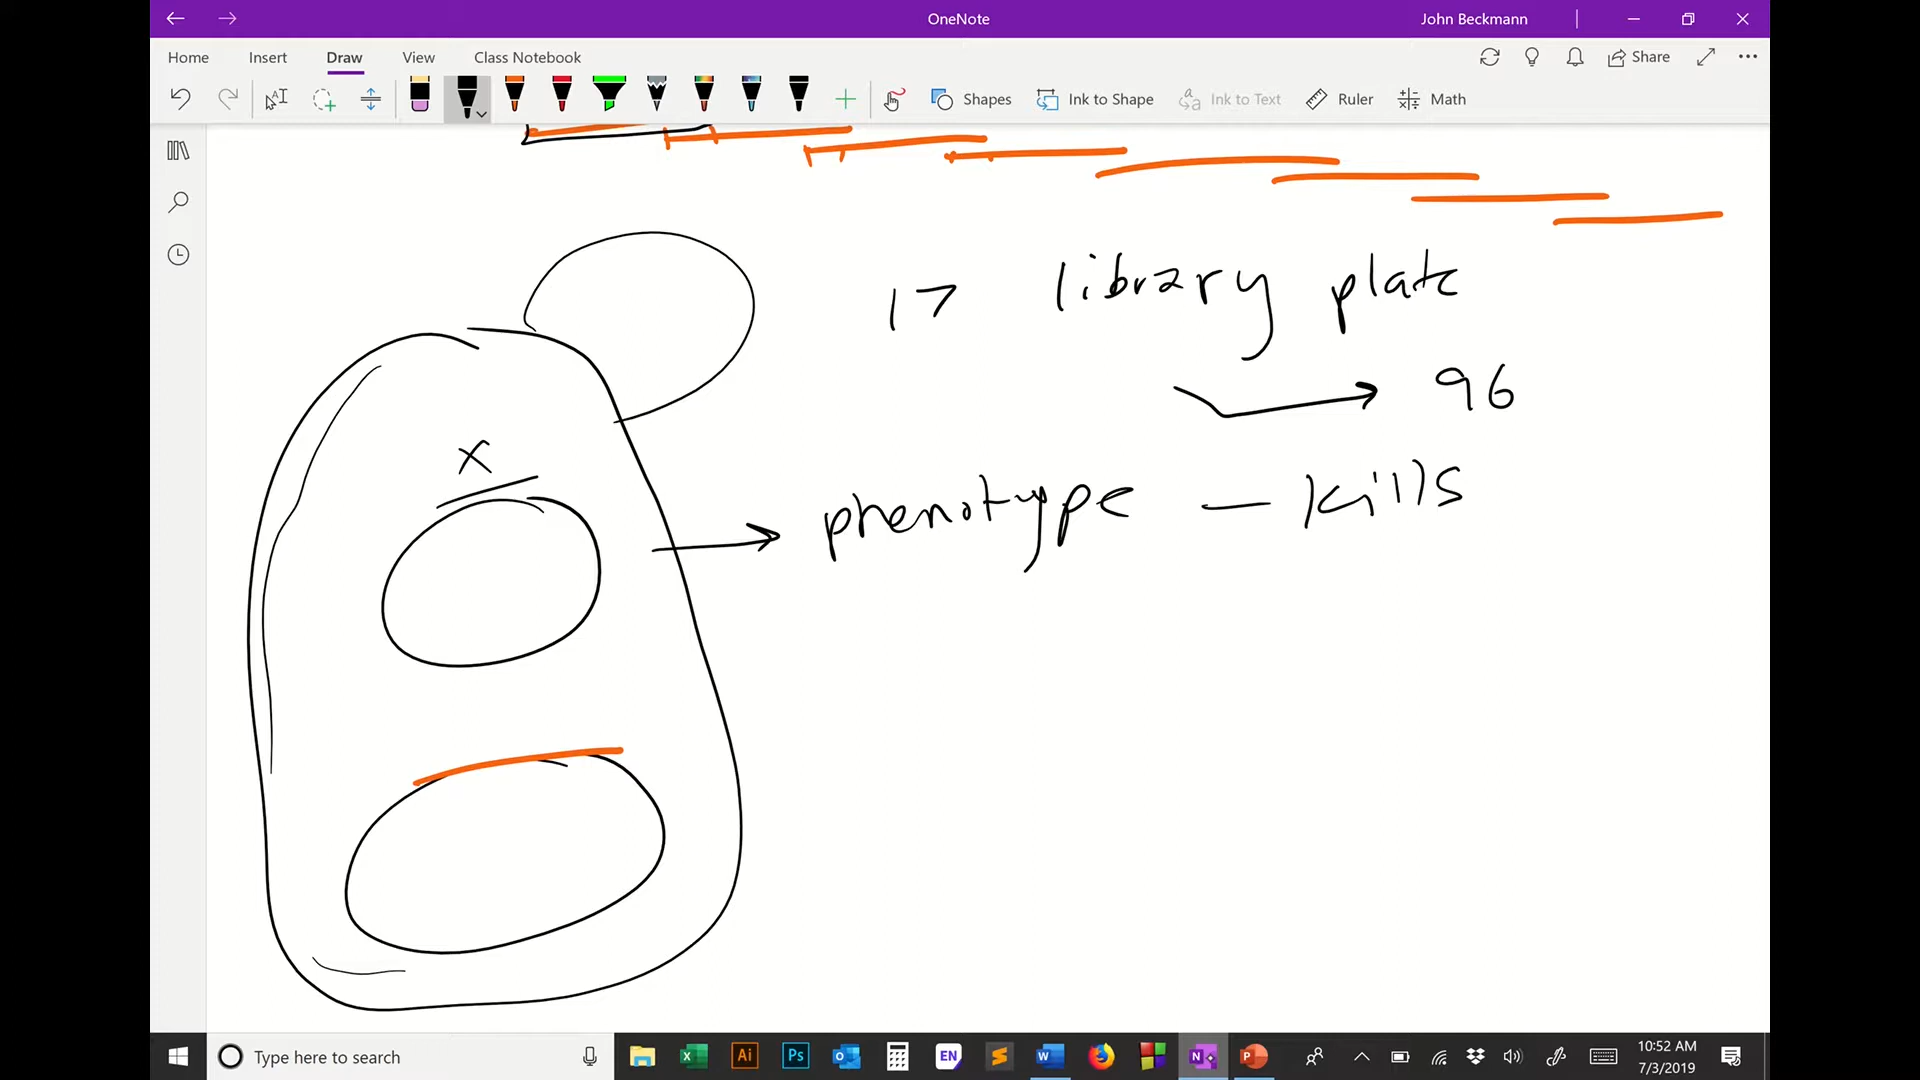 OneNote
John Beckmann
Home Insert Draw View Class Notebook Share
Shapes Ink to Shape Ink to Text Ruler Math
17 library plate
96
x
phenotype — kills
Type here to search
10:52 AM
7/3/2019